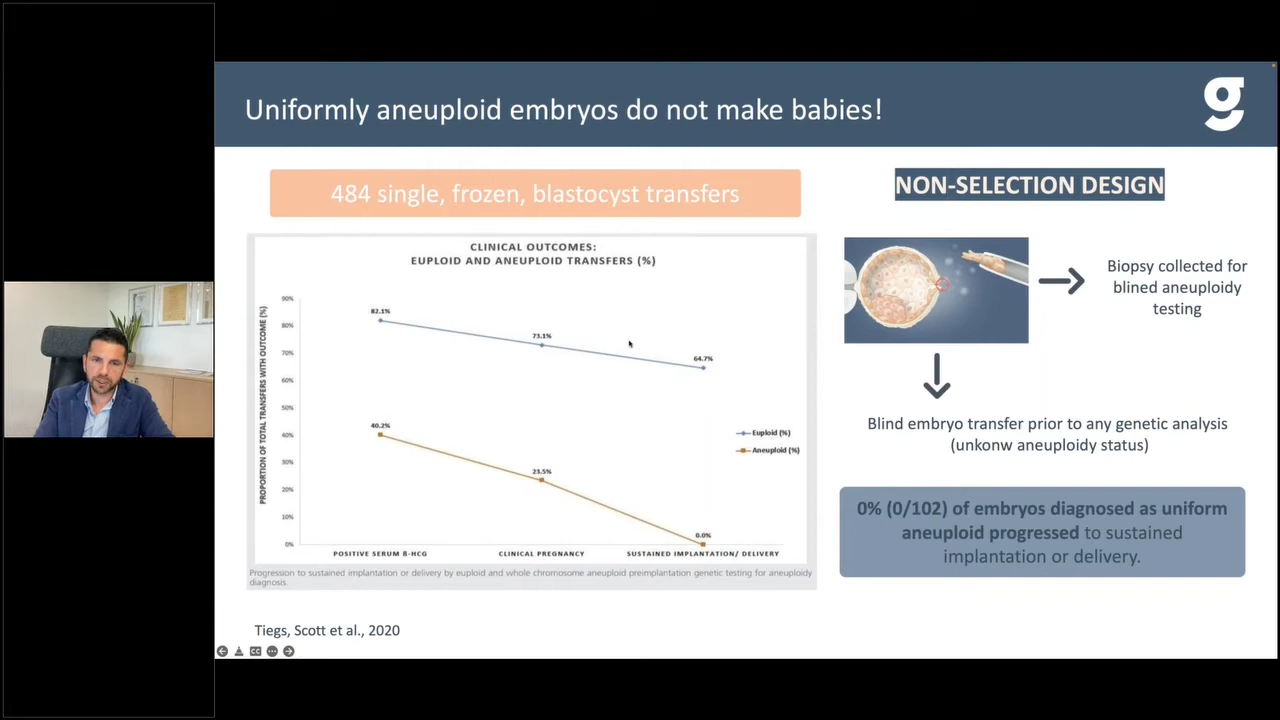 Uniformly aneuploid embryos do not make babies!
g
484 single, frozen, blastocyst transfers
CLINICAL OUTCOMES:
EUPLOID AND ANEUPLOID TRANSFERS (%)
PROPORTION OF TOTAL TRANSFERS WITH OUTCOME (%)
90%
80%
70%
60%
50%
40%
30%
20%
10%
0%
82.1%
73.1%
64.7%
40.2%
23.5%
0.0%
Euploid (%)
Aneuploid (%)
POSITIVE SERUM ß-HCG
CLINICAL PREGNANCY
SUSTAINED IMPLANTATION/ DELIVERY
Progression to sustained implantation or delivery by euploid and whole chromosome aneuploid preimplantation genetic testing for aneuploidy
diagnosis.
Tiegs, Scott et al., 2020
NON-SELECTION DESIGN
Biopsy collected for
blined aneuploidy
testing
Blind embryo transfer prior to any genetic analysis
(unkonw aneuploidy status)
0% (0/102) of embryos diagnosed as uniform
aneuploid progressed to sustained
implantation or delivery.
CC